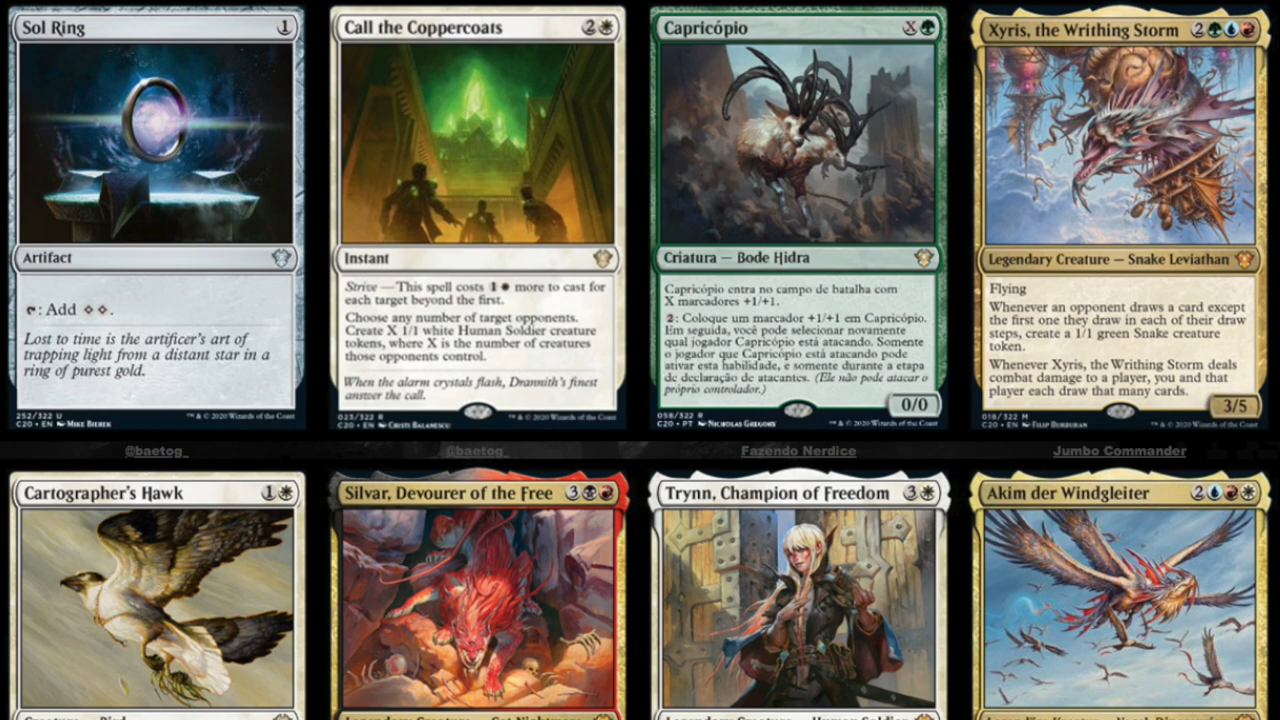 Sol Ring 1
Artifact
: Add .
Lost to time is the artificer's art of
trapping light from a distant star in a
ring of purest gold.
252/322 U
C20 • EN MIKE BIEREK
™ & © 2020 Wizards of the Coast
Call the Coppercoats 2
Instant
Strive — This spell costs 1 more to cast for
each target beyond the first.
Choose any number of target opponents.
Create X 1/1 white Human Soldier creature
tokens, where X is the number of creatures
those opponents control.
When the alarm crystals flash, Drannith's finest
answer the call.
023/322 R
C20 • EN CRISTI BALANESCU
™ & © 2020 Wizards of the Coast
Capricópio X
Criatura — Bode Hidra
Capricópio entra no campo de batalha com
X marcadores +1/+1.
2: Coloque um marcador +1/+1 em Capricópio.
Em seguida, você pode selecionar novamente
qual jogador Capricópio está atacando. Somente
o jogador que Capricópio está atacando pode
ativar esta habilidade, e somente durante a etapa
de declaração de atacantes. (Ele não pode atacar o
próprio controlador.)
0/0
058/322 R
C20 • PT NICHOLAS GREGORY
™ & © 2020 Wizards of the Coast
Xyris, the Writhing Storm 2
Legendary Creature — Snake Leviathan
Flying
Whenever an opponent draws a card except
the first one they draw in each of their draw
steps, create a 1/1 green Snake creature
token.
Whenever Xyris, the Writhing Storm deals
combat damage to a player, you and that
player each draw that many cards.
3/5
018/322 M
C20 • EN FILIP BURBURAN
™ & © 2020 Wizards of the Coast
@baetog_
@baetog_
Fazendo Nerdice
Jumbo Commander
Cartographer's Hawk 1
Silvar, Devourer of the Free 3
Trynn, Champion of Freedom 3
Akim der Windgleiter 2